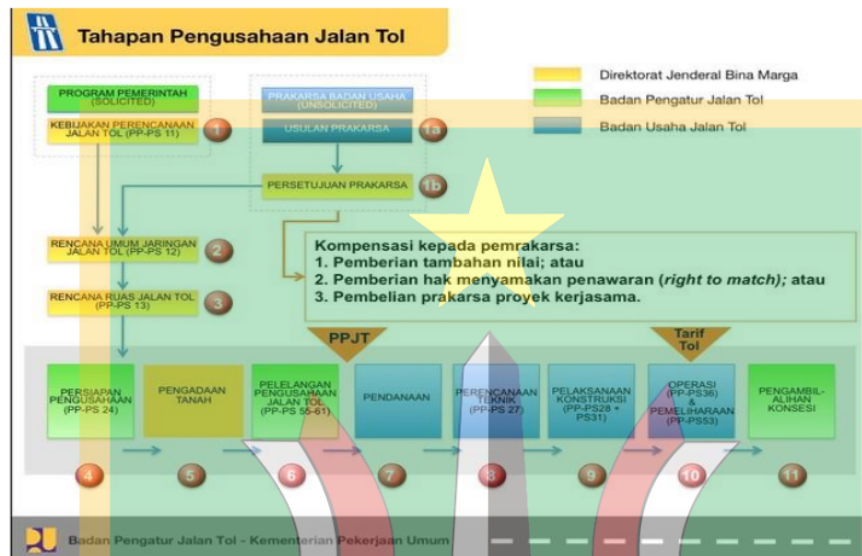 Tahapan Pengusahaan Jalan Tol
PROGRAM PEMERINTAH
(SOLICITED)
KEBIJAKAN PERENCANAAN
JALAN TOL (PP-PS 11)
1
PRAKARSA BADAN USAHA
(UNSOLICITED)
USULAN PRAKARSA
1a
PERSETUJUAN PRAKARSA
1b
Direktorat Jenderal Bina Marga
Badan Pengatur Jalan Tol
Badan Usaha Jalan Tol
RENCANA UMUM JARINGAN
JALAN TOL (PP-PS 12)
2
RENCANA RUAS JALAN TOL
(PP-PS 13)
3
Kompensasi kepada pemrakarsa:
1. Pemberian tambahan nilai; atau
2. Pemberian hak menyamakan penawaran (right to match); atau
3. Pembelian prakarsa proyek kerjasama.
PPJT
Tarif
Tol
PERSIAPAN
PENGUSAHAAN
(PP-PS 24)
PENGADAAN
TANAH
PELELANGAN
PENGUSAHAAN
JALAN TOL
(PP-PS 55-61)
PENDANAAN
PERENCANAAN
TEKNIK
(PP-PS 27)
PELAKSANAAN
KONSTRUKSI
(PP-PS28 +
PS31)
OPERASI
(PP-PS36)
&
PEMELIHARAAN
(PP-PS53)
PENGAMBIL-
ALIHAN
KONSESI
4
5
6
7
8
9
10
11
Badan Pengatur Jalan Tol - Kementerian Pekerjaan Umum